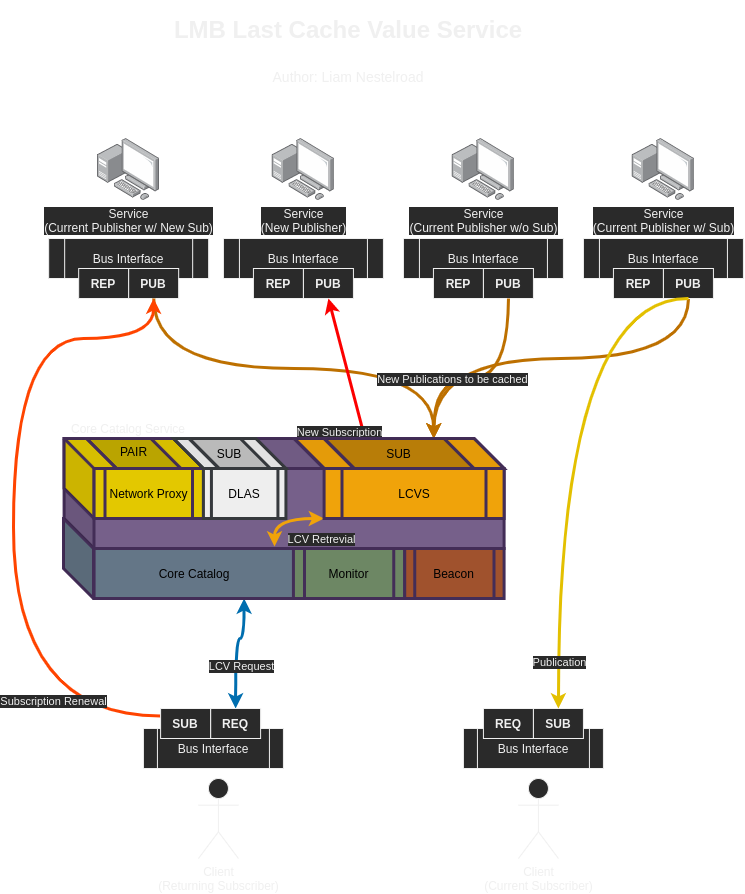 LMB Last Cache Value Service
Author: Liam Nestelroad
Service
(Current Publisher w/ New Sub)
Bus Interface
REP PUB
Service
(New Publisher)
Bus Interface
REP PUB
Service
(Current Publisher w/o Sub)
Bus Interface
REP PUB
Service
(Current Publisher w/ Sub)
Bus Interface
REP PUB
New Publications to be cached
Core Catalog Service
New Subscription
PAIR
SUB
SUB
Network Proxy
DLAS
LCVS
LCV Retrevial
Core Catalog
Monitor
Beacon
LCV Request
Publication
Subscription Renewal
SUB REQ
Bus Interface
Client
(Returning Subscriber)
REQ SUB
Bus Interface
Client
(Current Subscriber)